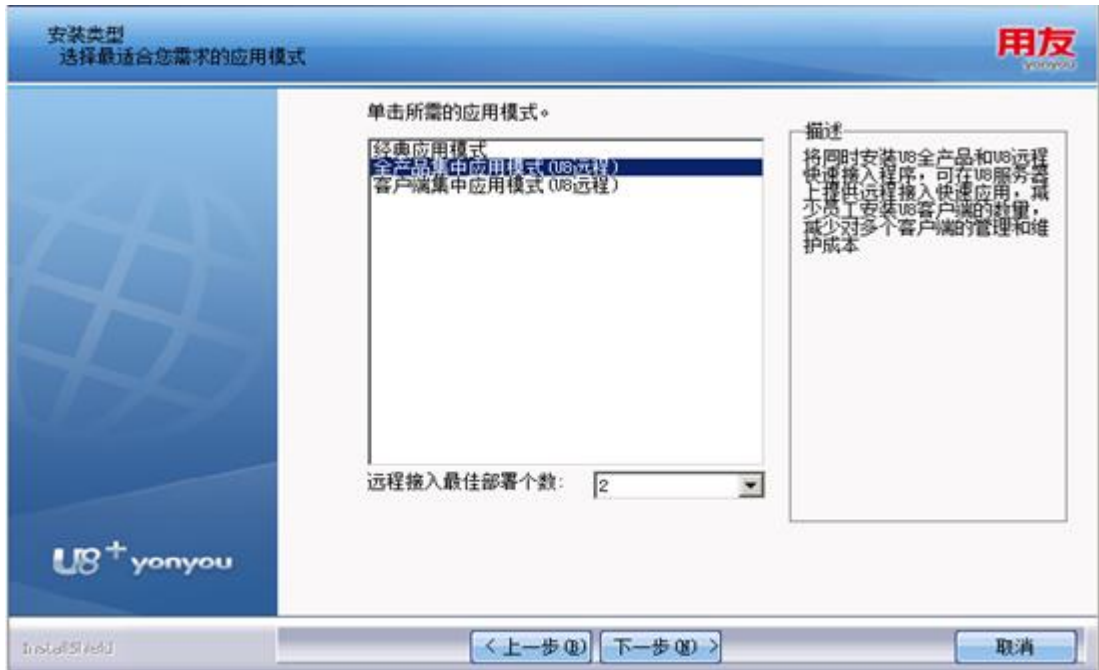 安装类型
选择最适合您需求的应用模式
用友
yonyou
单击所需的应用模式。
经典应用模式
全产品集中应用模式(U8远程)
客户端集中应用模式(U8远程)
远程接入最佳部署个数:
2
描述
将同时安装U8全产品和U8远程
快速接入程序,可在U8服务器
上提供远程接入快速应用,减
少员工安装U8客户端的数量,
减少对多个客户端的管理和维
护成本
U8+ yonyou
InstallShield
<上一步(B)
下一步(N) >
取消